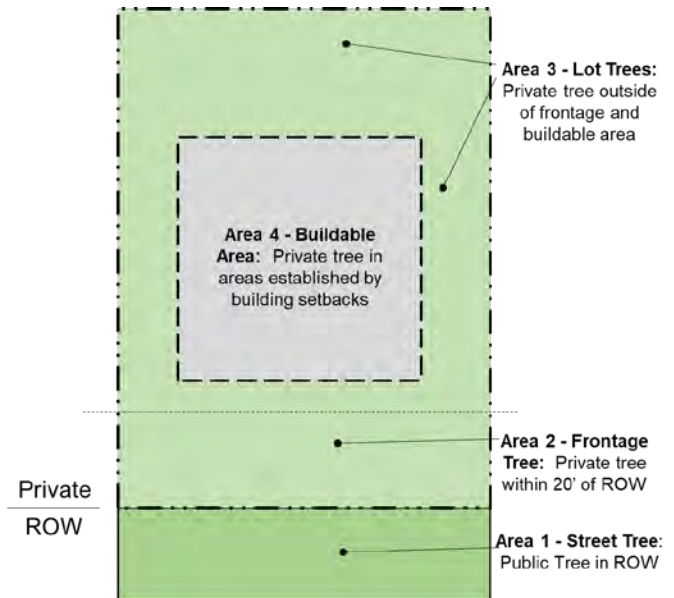 Area 3 - Lot Trees:
Private tree outside
of frontage and
buildable area
Area 4 - Buildable
Area: Private tree in
areas established by
building setbacks
Area 2 - Frontage
Tree: Private tree
within 20' of ROW
Private
ROW
Area 1 - Street Tree:
Public Tree in ROW